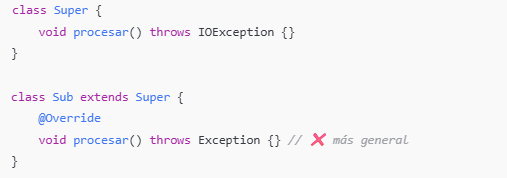 class Super {
    void procesar() throws IOException {}
}

class Sub extends Super {
    @Override
    void procesar() throws Exception {} // ❌ más general
}